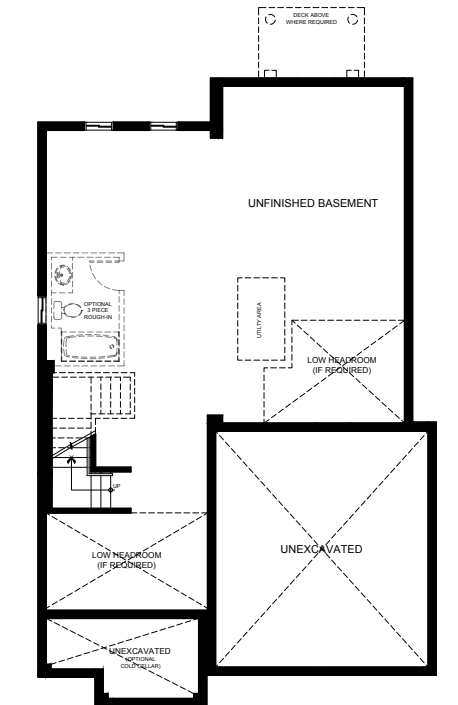 DECK ABOVE
WHERE REQUIRED
UNFINISHED BASEMENT
OPTIONAL
3 PIECE
ROUGH-IN
UTILITY AREA
LOW HEADROOM
(IF REQUIRED)
UP
LOW HEADROOM
(IF REQUIRED)
UNEXCAVATED
UNEXCAVATED
(OPTIONAL
COLD CELLAR)